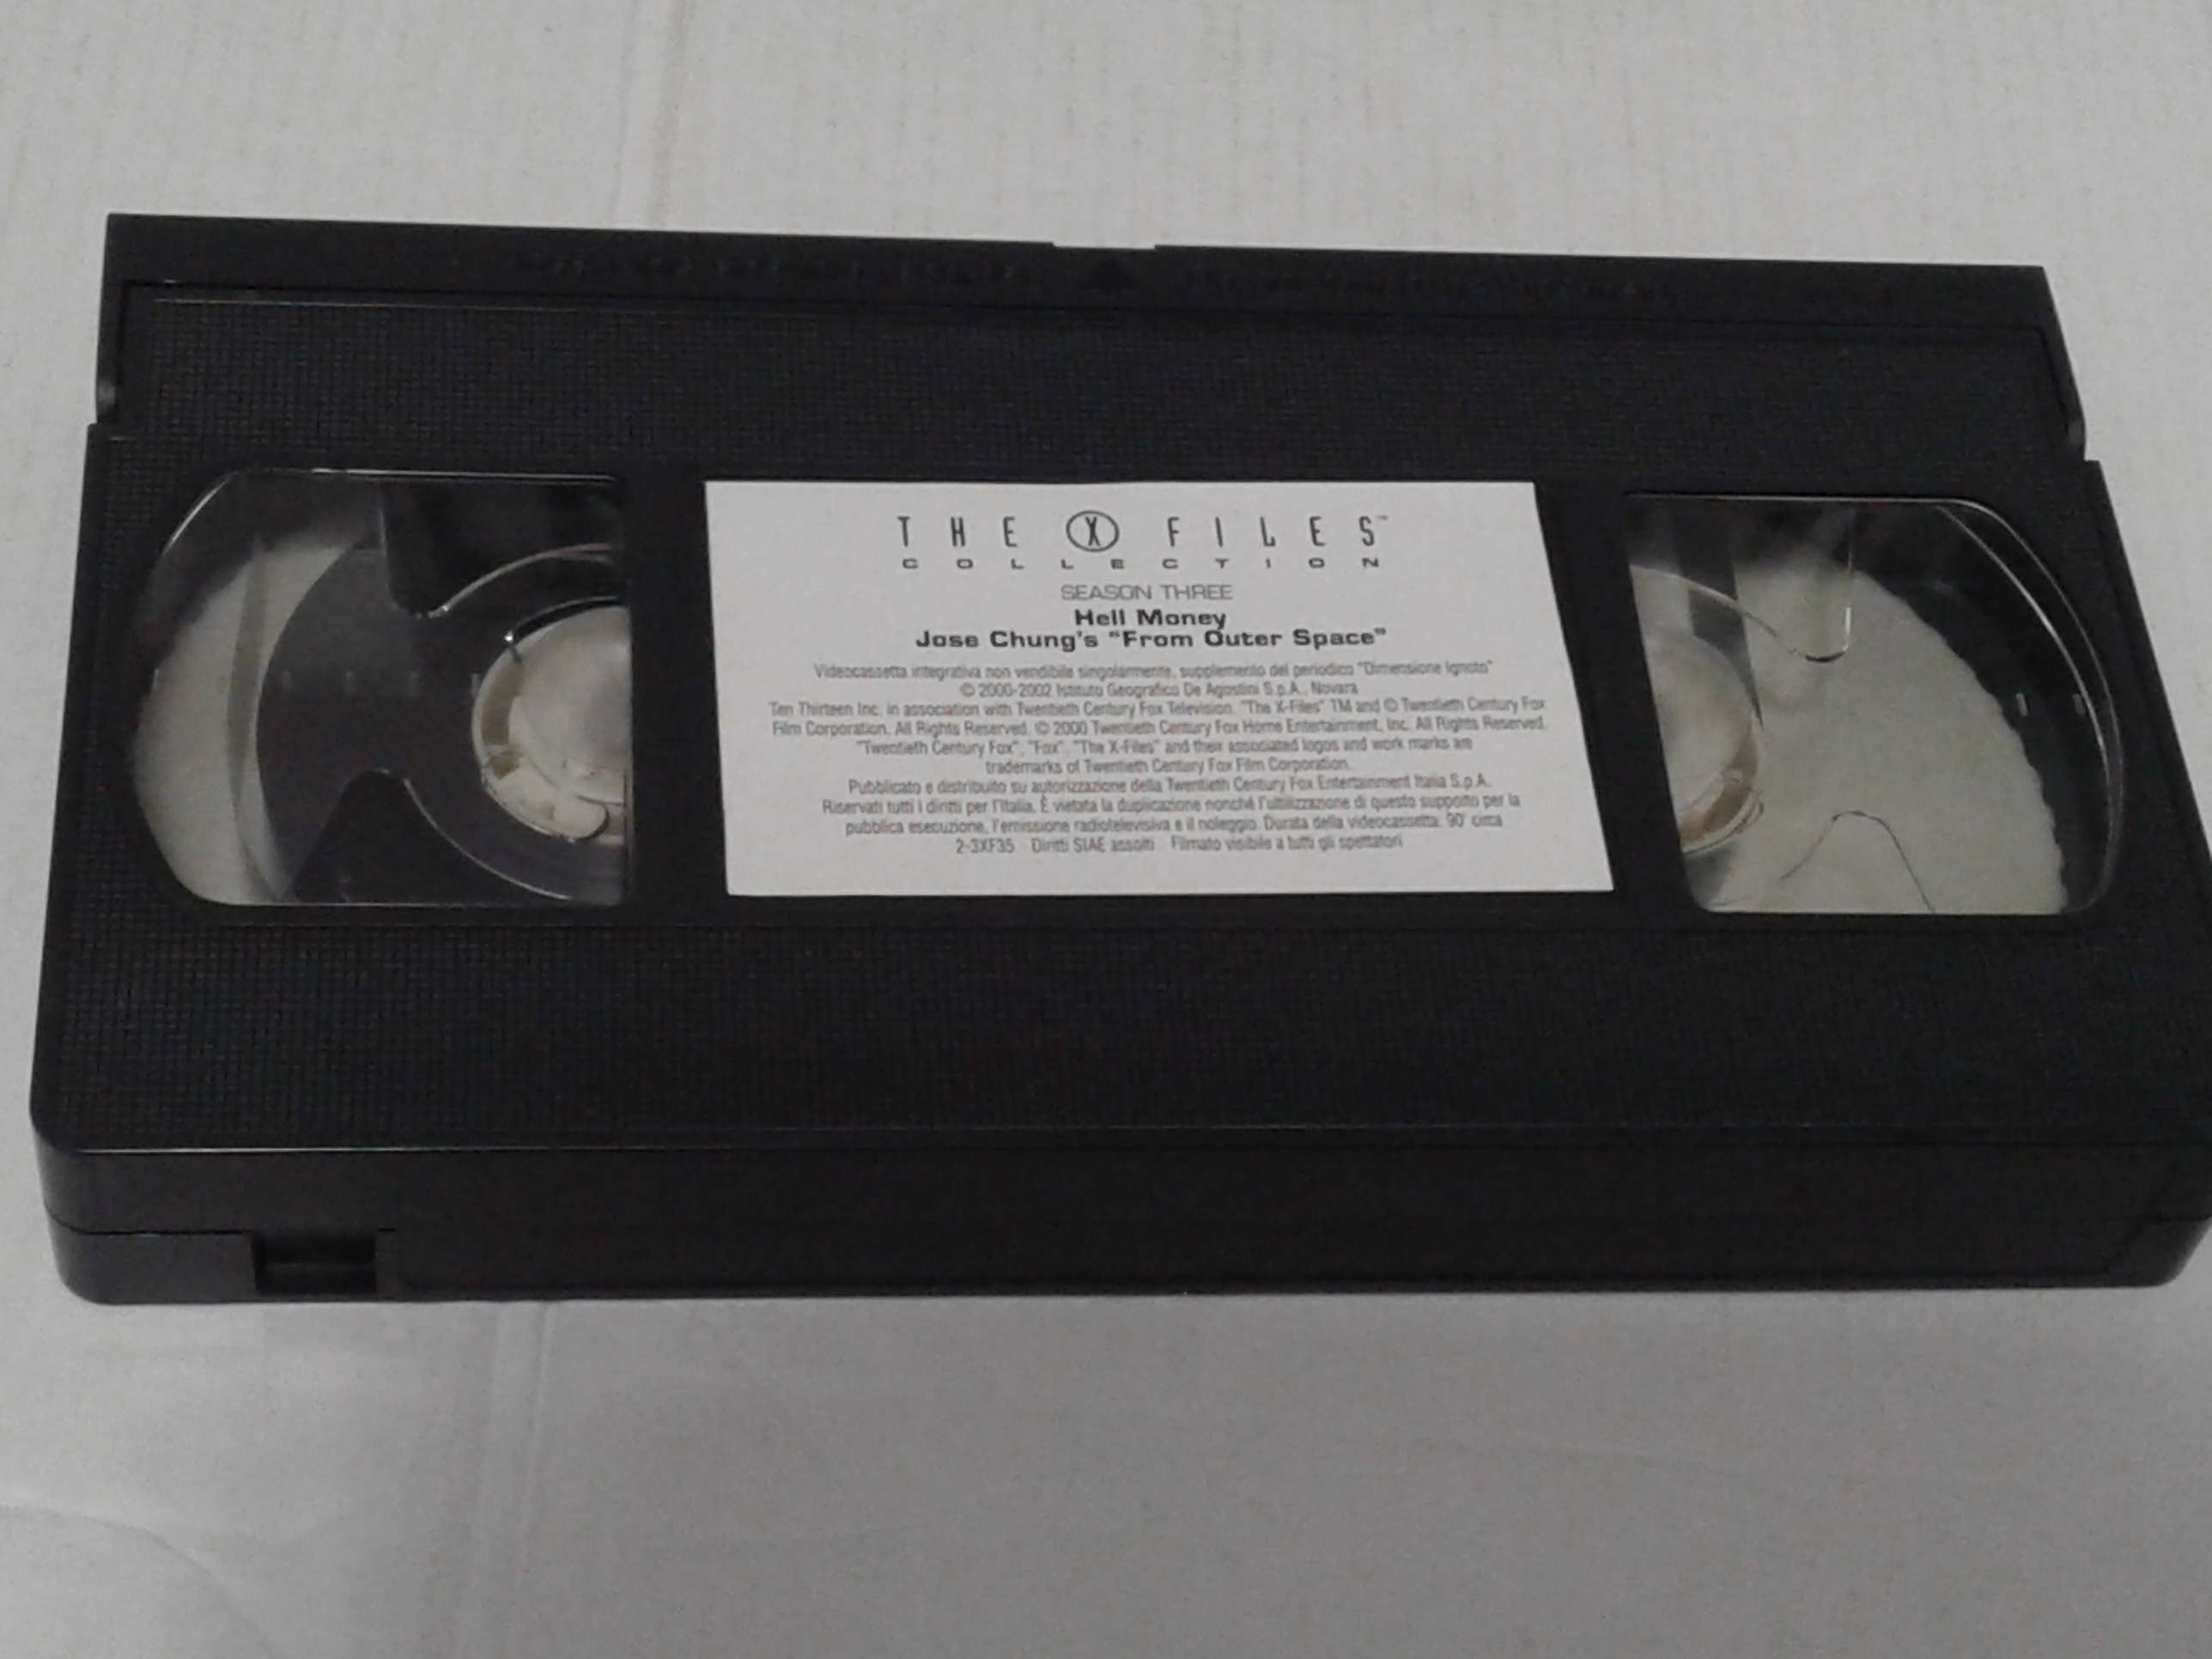 THE X FILES™
COLLECTION
SEASON THREE
Hell Money
Jose Chung's "From Outer Space"
Videocassetta integrativa non vendibile singolarmente, supplemento del periodico "Dimensione Ignoto"
© 2000-2002 Istituto Geografico De Agostini S.p.A., Novara
Ten Thirteen Inc. in association with Twentieth Century Fox Television. "The X-Files" TM and © Twentieth Century Fox
Film Corporation. All Rights Reserved. © 2000 Twentieth Century Fox Home Entertainment, Inc. All Rights Reserved.
"Twentieth Century Fox", "Fox", "The X-Files" and their associated logos and work marks are
trademarks of Twentieth Century Fox Film Corporation.
Pubblicato e distribuito su autorizzazione della Twentieth Century Fox Entertainment Italia S.p.A.
Riservati tutti i diritti per l'Italia. È vietata la duplicazione nonché l'utilizzazione di questo supporto per la
pubblica esecuzione, l'emissione radiotelevisiva e il noleggio. Durata della videocassetta: 90' circa
2-3XF35 Diritti SIAE assolti Filmato visibile a tutti gli spettatori